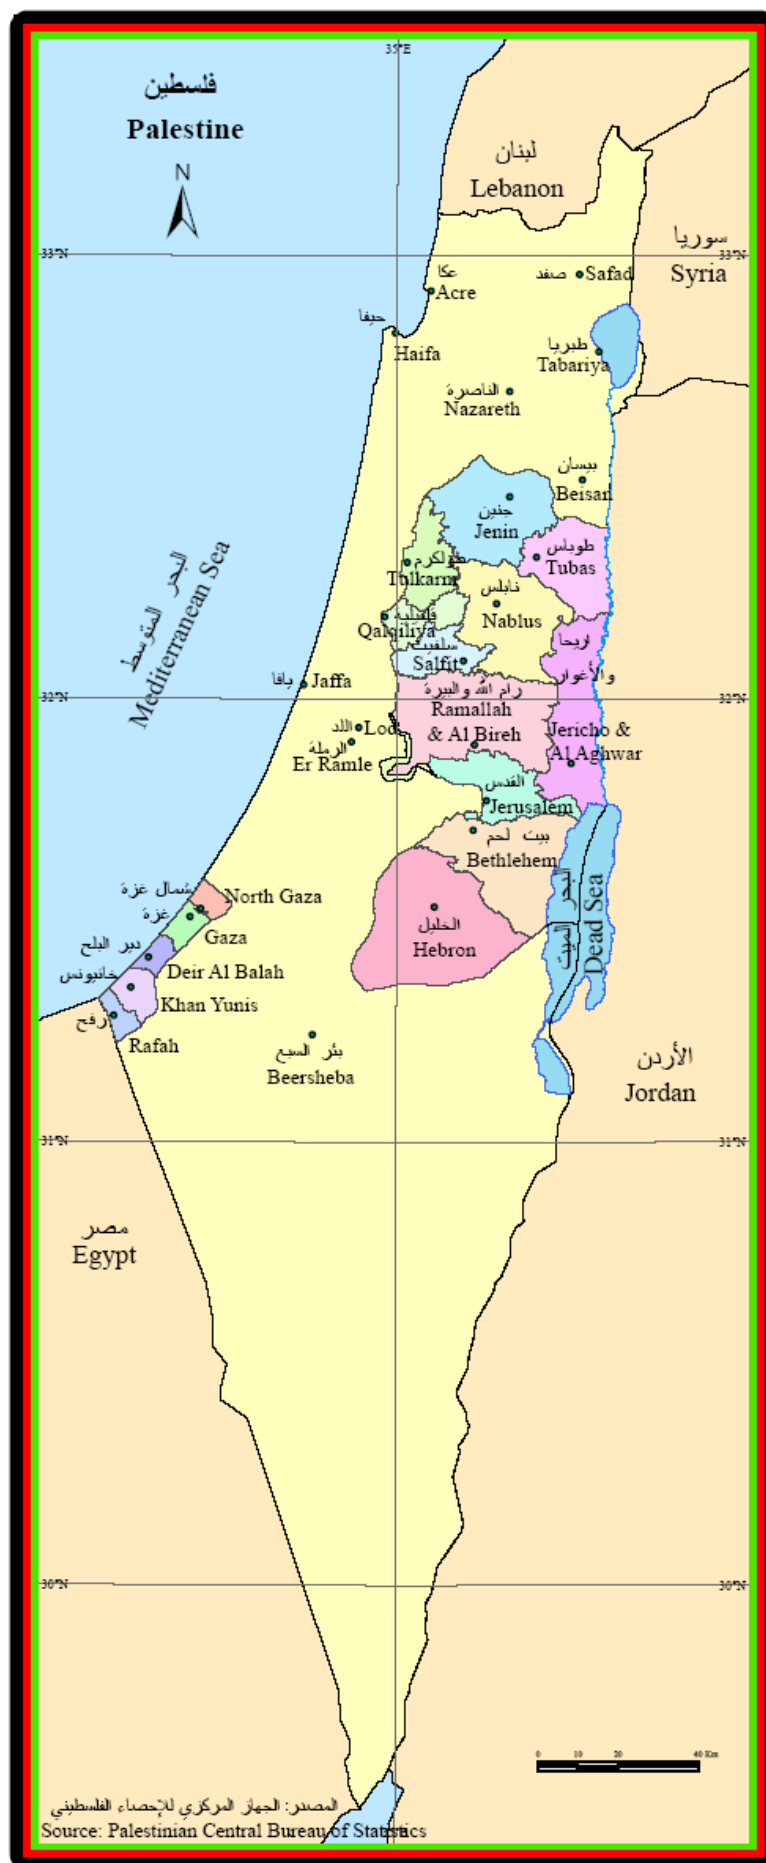 35°E
فلسطين
Palestine
N
لبنان
Lebanon
33°N
33°N
سوريا
Syria
عكا
Acre
صفد
Safad
حيفا
Haifa
طبريا
Tabariya
الناصرة
Nazareth
بيسان
Beisan
جنين
Jenin
طولكرم
Tulkarm
طوباس
Tubas
نابلس
Nablus
قلقيلية
Qalqiliya
سلفيت
Salfit
اريحا
والأغوار
Jericho &
Al Aghwar
البحر المتوسط
Mediterranean Sea
يافا
Jaffa
32°N
32°N
رام الله والبيرة
Ramallah
& Al Bireh
اللد
Lod
الرملة
Er Ramle
القدس
Jerusalem
بيت لحم
Bethlehem
الخليل
Hebron
البحر الميت
Dead Sea
شمال غزة
North Gaza
غزة
Gaza
دير البلح
Deir Al Balah
خانيونس
Khan Yunis
رفح
Rafah
بئر السبع
Beersheba
الأردن
Jordan
31°N
31°N
مصر
Egypt
30°N
30°N
0 10 20 40 Km
المصدر: الجهاز المركزي للإحصاء الفلسطيني
Source: Palestinian Central Bureau of Statistics